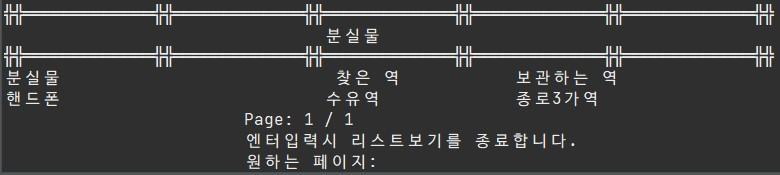 분실물
분실물 찾은 역 보관하는 역
핸드폰 수유역 종로3가역
Page: 1 / 1
엔터입력시 리스트보기를 종료합니다.
원하는 페이지: